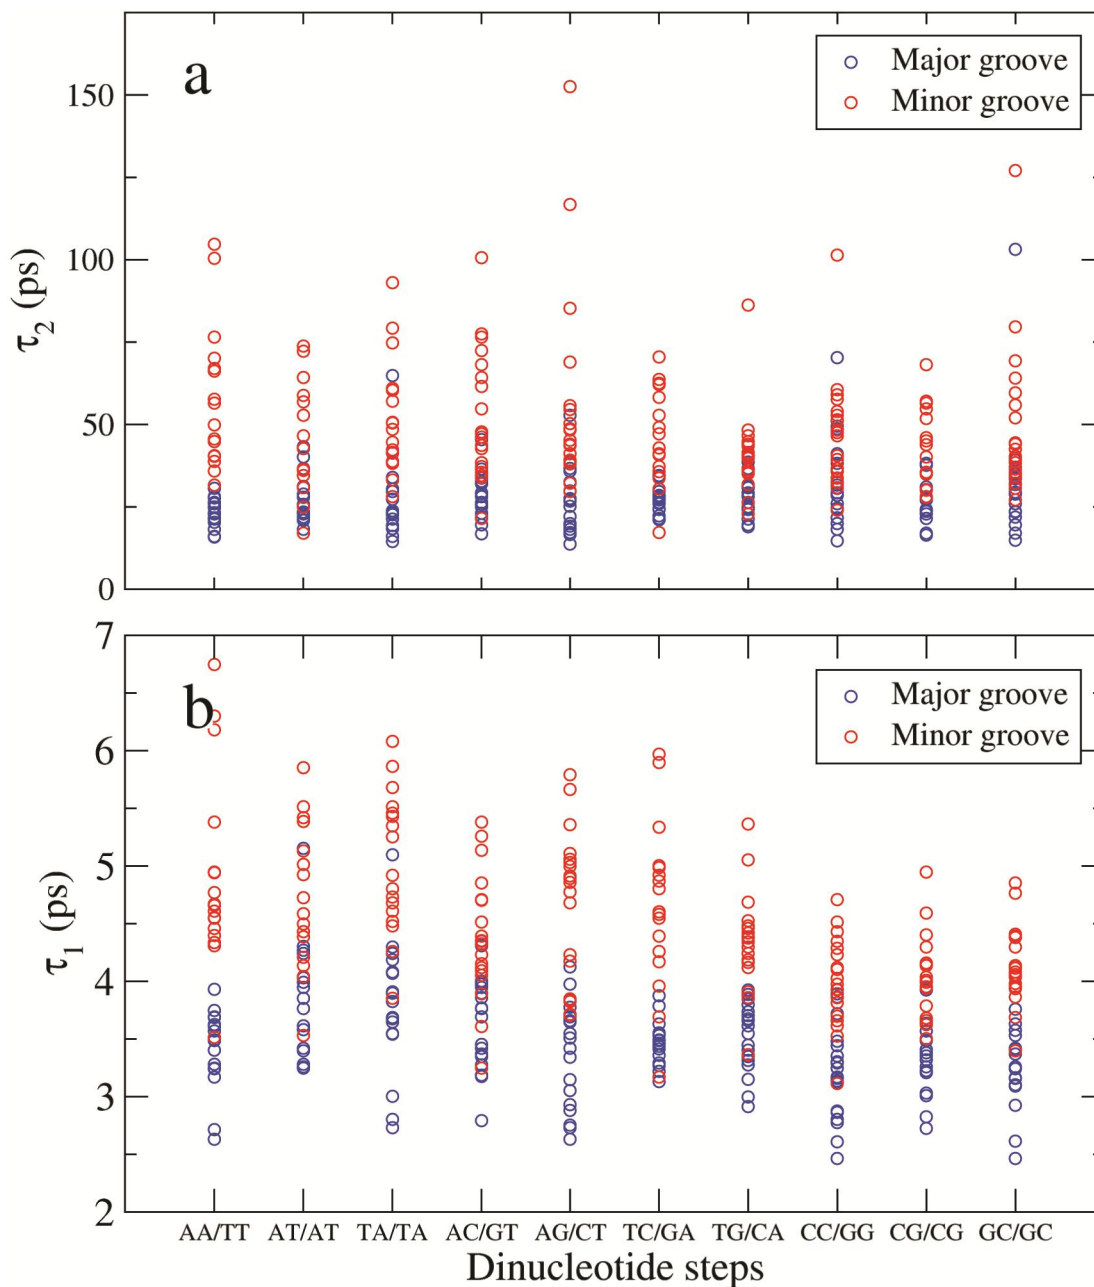 a
Major groove
Minor groove
150
100
50
0
τ2 (ps)
b
Major groove
Minor groove
7
6
5
4
3
2
τ1 (ps)
AA/TT AT/AT TA/TA AC/GT AG/CT TC/GA TG/CA CC/GG CG/CG GC/GC
Dinucleotide steps